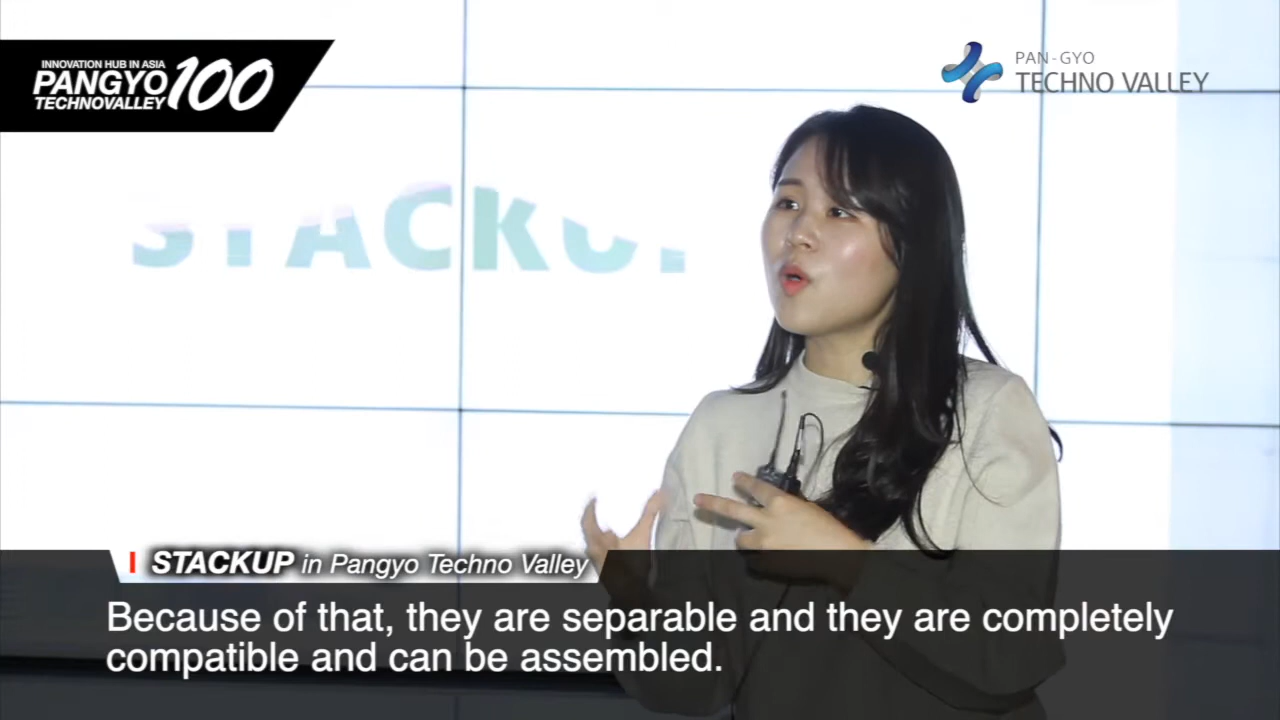 INNOVATION HUB IN ASIA
PANGYO 100
TECHNOVALLEY
PAN-GYO
TECHNO VALLEY
STACKUP
STACKUP in Pangyo Techno Valley
Because of that, they are separable and they are completely
compatible and can be assembled.